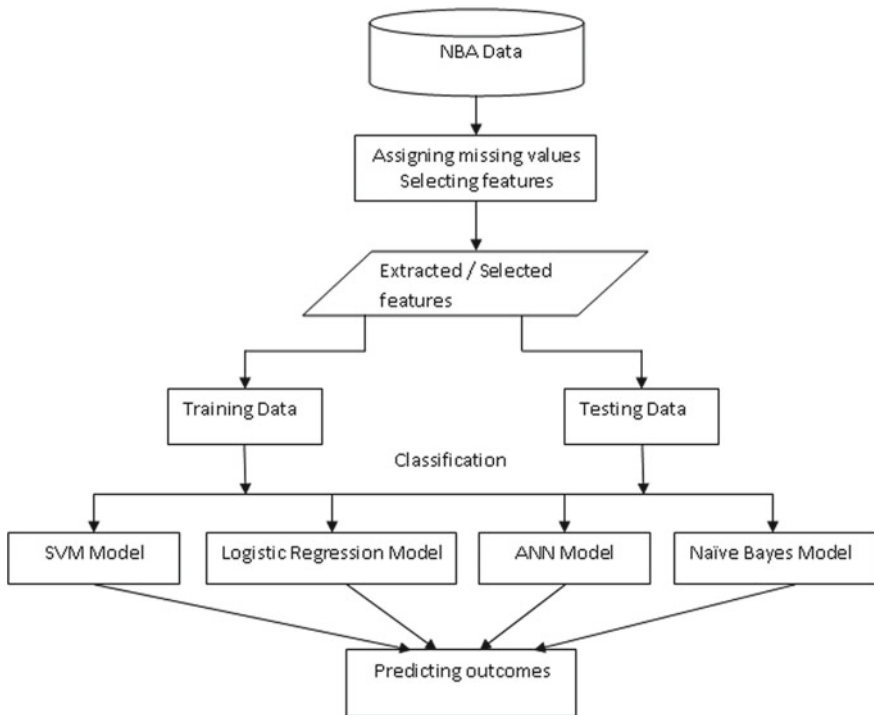 NBA Data
Assigning missing values
Selecting features
Extracted / Selected
features
Training Data
Testing Data
Classification
SVM Model
Logistic Regression Model
ANN Model
Naïve Bayes Model
Predicting outcomes